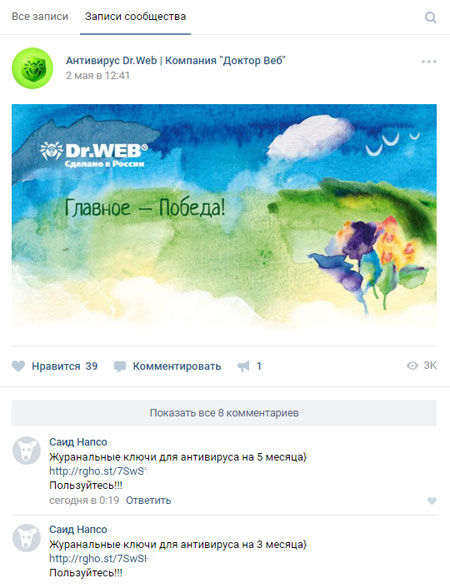 Все записи Записи сообщества
Антивирус Dr.Web | Компания "Доктор Веб"
2 мая в 12:41
Dr.WEB®
Сделано в России
Главное — Победа!
Нравится 39 Комментировать 1 3K
Показать все 8 комментариев
Саид Напсо
Журанальные ключи для антивируса на 5 месяца}
http://rgho.st/7SwS
Пользуйтесь!!!
сегодня в 0:19 Ответить
Саид Напсо
Журанальные ключи для антивируса на 3 месяца}
http://rgho.st/7SwH
Пользуйтесь!!!